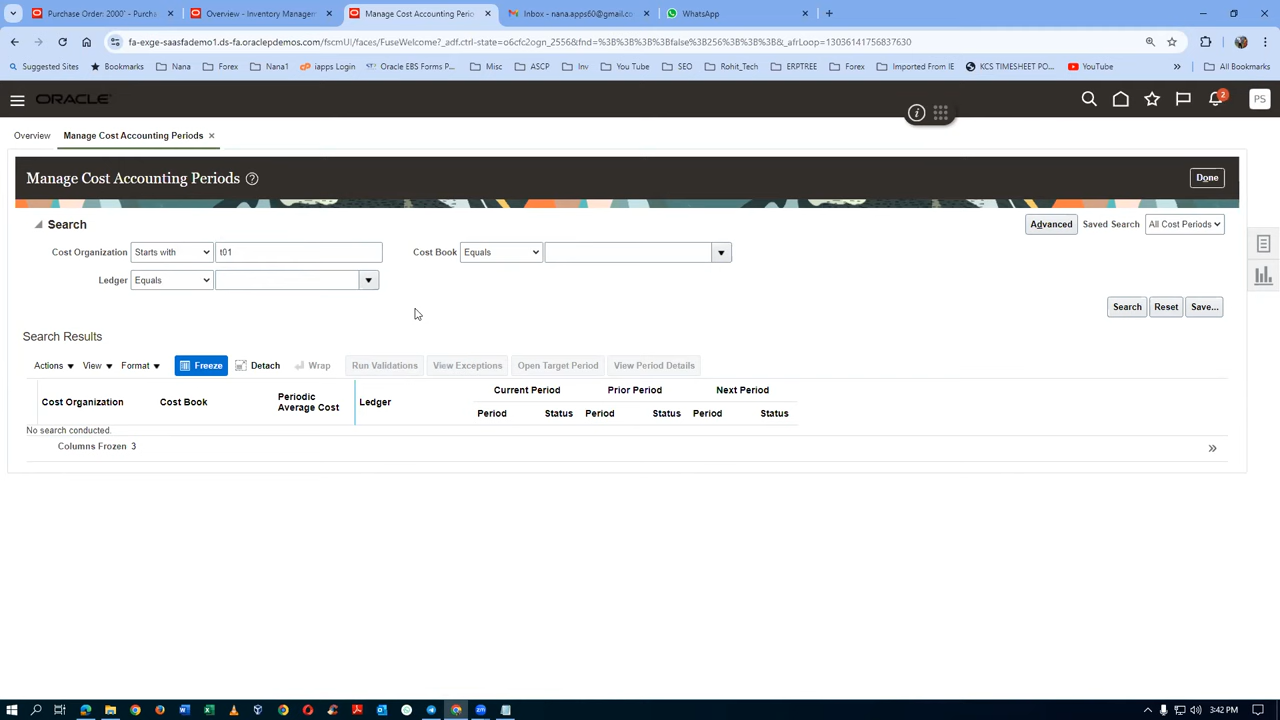 Purchase Order: 2000' - Purcha
Overview - Inventory Managem
Manage Cost Accounting Perio
Inbox - nana.apps60@gmail.co
WhatsApp
fa-exge-saasfademo1.ds-fa.oraclepdemos.com/fscmUI/faces/FuseWelcome?_adf.ctrl-state=o6cfc2ogn_2556&fnd=%3B%3B%3B%3Bfalse%3B256%3B%3B%3B&_afrLoop=13036141756837630
Suggested Sites
Bookmarks
Nana
Forex
Nana1
iapps Login
Oracle EBS Forms P...
Misc
ASCP
Inv
You Tube
SEO
Rohit_Tech
ERPTREE
Forex
Imported From IE
KCS TIMESHEET PO...
YouTube
»
All Bookmarks
ORACLE
2
PS
Overview
Manage Cost Accounting Periods
Manage Cost Accounting Periods
Done
Search
Advanced
Saved Search
All Cost Periods
Cost Organization
Starts with
t01
Cost Book
Equals
Ledger
Equals
Search
Reset
Save...
Search Results
Actions
View
Format
Freeze
Detach
Wrap
Run Validations
View Exceptions
Open Target Period
View Period Details
Cost Organization
Cost Book
Periodic
Average Cost
Ledger
Current Period
Prior Period
Next Period
Period
Status
Period
Status
Period
Status
No search conducted.
Columns Frozen 3
»
3:42 PM